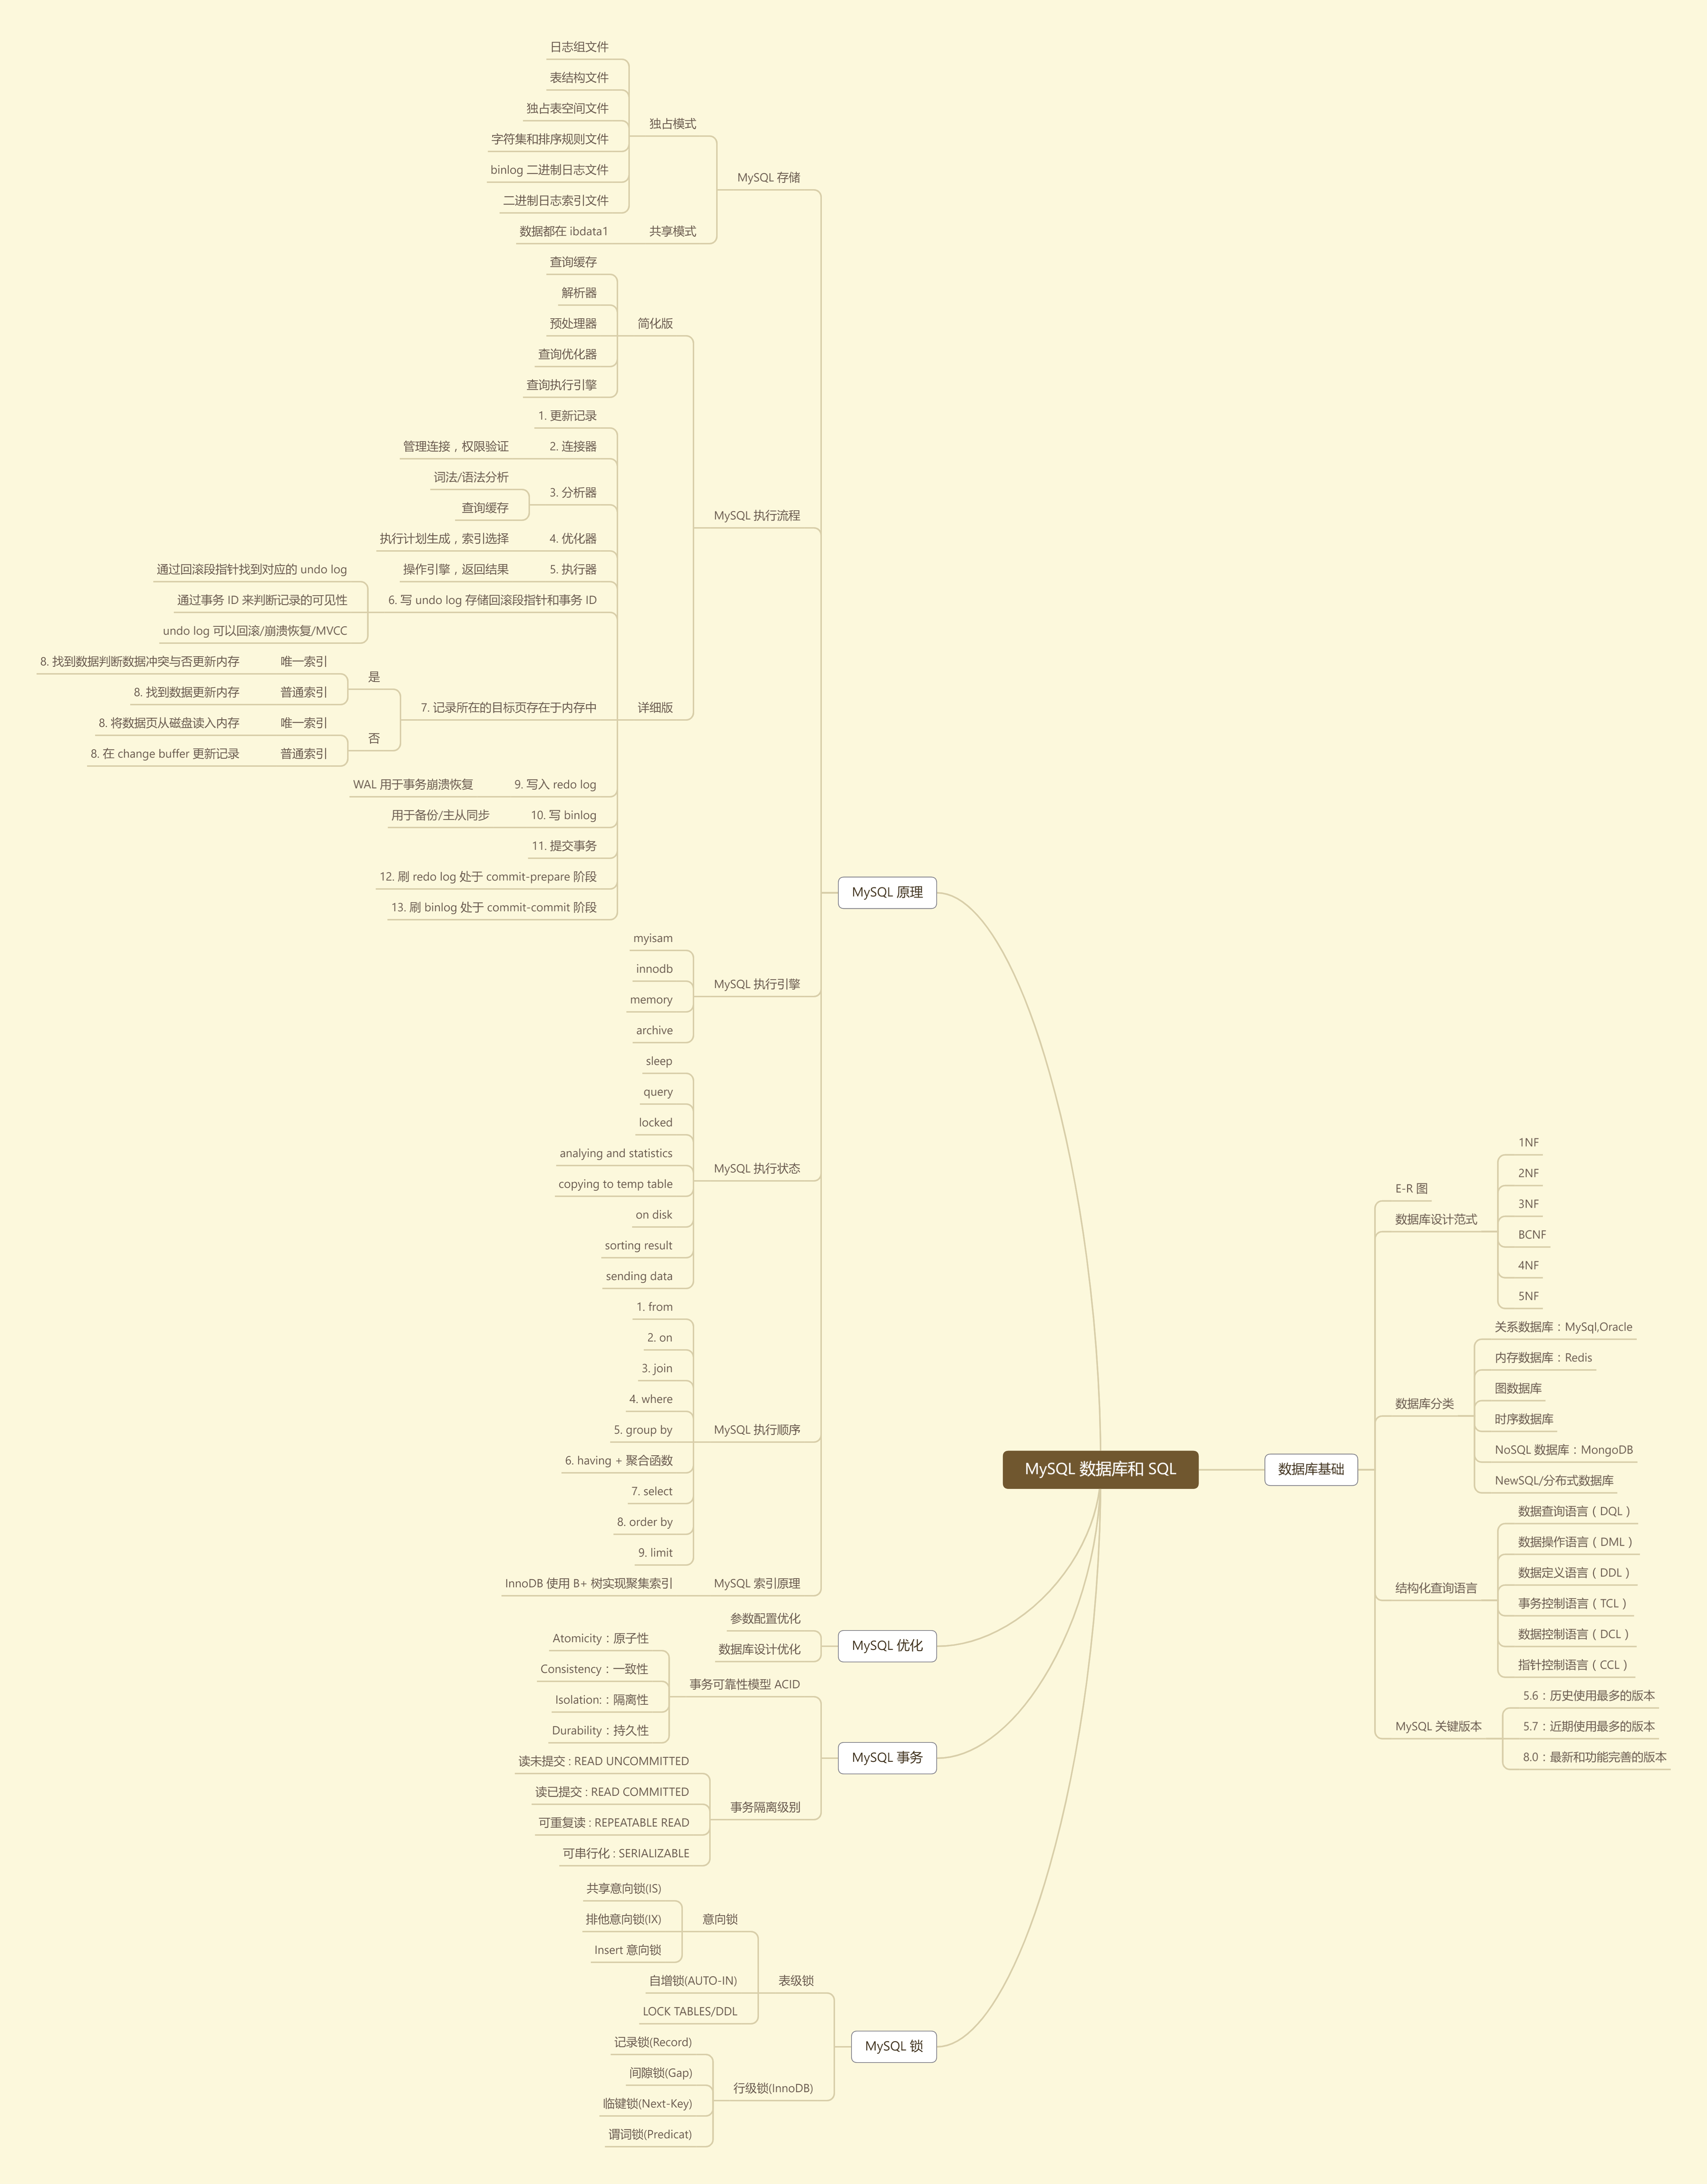 MySQL 数据库和 SQL
MySQL 原理
MySQL 存储
独占模式
日志组文件
表结构文件
独占表空间文件
字符集和排序规则文件
binlog 二进制日志文件
二进制日志索引文件
共享模式
数据都在 ibdata1
MySQL 执行流程
简化版
查询缓存
解析器
预处理器
查询优化器
查询执行引擎
详细版
1. 更新记录
2. 连接器
管理连接，权限验证
3. 分析器
词法/语法分析
查询缓存
4. 优化器
执行计划生成，索引选择
5. 执行器
操作引擎，返回结果
6. 写 undo log 存储回滚段指针和事务 ID
通过回滚段指针找到对应的 undo log
通过事务 ID 来判断记录的可见性
undo log 可以回滚/崩溃恢复/MVCC
7. 记录所在的目标页存在于内存中
是
唯一索引
8. 找到数据判断数据冲突与否更新内存
普通索引
8. 找到数据更新内存
否
唯一索引
8. 将数据页从磁盘读入内存
普通索引
8. 在 change buffer 更新记录
9. 写入 redo log
WAL 用于事务崩溃恢复
10. 写 binlog
用于备份/主从同步
11. 提交事务
12. 刷 redo log 处于 commit-prepare 阶段
13. 刷 binlog 处于 commit-commit 阶段
MySQL 执行引擎
myisam
innodb
memory
archive
MySQL 执行状态
sleep
query
locked
analying and statistics
copying to temp table
on disk
sorting result
sending data
MySQL 执行顺序
1. from
2. on
3. join
4. where
5. group by
6. having + 聚合函数
7. select
8. order by
9. limit
MySQL 索引原理
InnoDB 使用 B+ 树实现聚集索引
MySQL 优化
参数配置优化
数据库设计优化
MySQL 事务
事务可靠性模型 ACID
Atomicity：原子性
Consistency：一致性
Isolation:：隔离性
Durability：持久性
事务隔离级别
读未提交 : READ UNCOMMITTED
读已提交 : READ COMMITTED
可重复读 : REPEATABLE READ
可串行化 : SERIALIZABLE
MySQL 锁
表级锁
意向锁
共享意向锁(IS)
排他意向锁(IX)
Insert 意向锁
自增锁(AUTO-IN)
LOCK TABLES/DDL
行级锁(InnoDB)
记录锁(Record)
间隙锁(Gap)
临键锁(Next-Key)
谓词锁(Predicat)
数据库基础
E-R 图
数据库设计范式
1NF
2NF
3NF
BCNF
4NF
5NF
数据库分类
关系数据库：MySql,Oracle
内存数据库：Redis
图数据库
时序数据库
NoSQL 数据库：MongoDB
NewSQL/分布式数据库
结构化查询语言
数据查询语言（DQL）
数据操作语言（DML）
数据定义语言（DDL）
事务控制语言（TCL）
数据控制语言（DCL）
指针控制语言（CCL）
MySQL 关键版本
5.6：历史使用最多的版本
5.7：近期使用最多的版本
8.0：最新和功能完善的版本